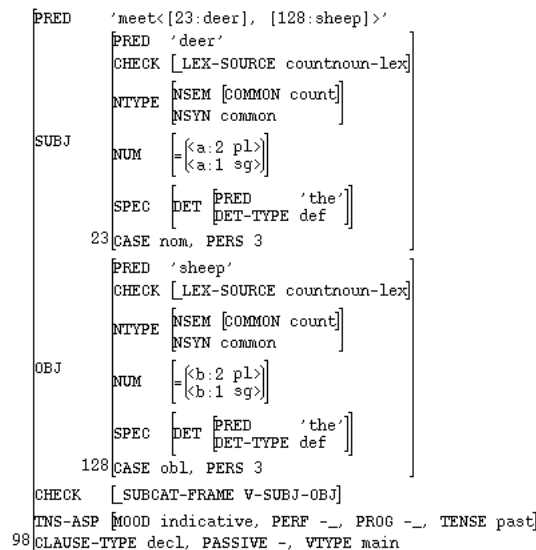 PRED 'meet<[23:deer], [128:sheep]>'
PRED 'deer'
CHECK [_LEX-SOURCE countnoun-lex]
NTYPE [NSEM [COMMON count]
NSYN common]
SUBJ
NUM [={<a:2 pl>
<a:1 sg>}]
SPEC [DET [PRED 'the'
DET-TYPE def]]
23 CASE nom, PERS 3
PRED 'sheep'
CHECK [_LEX-SOURCE countnoun-lex]
NTYPE [NSEM [COMMON count]
NSYN common]
OBJ
NUM [={<b:2 pl>
<b:1 sg>}]
SPEC [DET [PRED 'the'
DET-TYPE def]]
128 CASE obl, PERS 3
CHECK [_SUBCAT-FRAME V-SUBJ-OBJ]
TNS-ASP [MOOD indicative, PERF -_, PROG -_, TENSE past]
98 CLAUSE-TYPE decl, PASSIVE -, VTYPE main